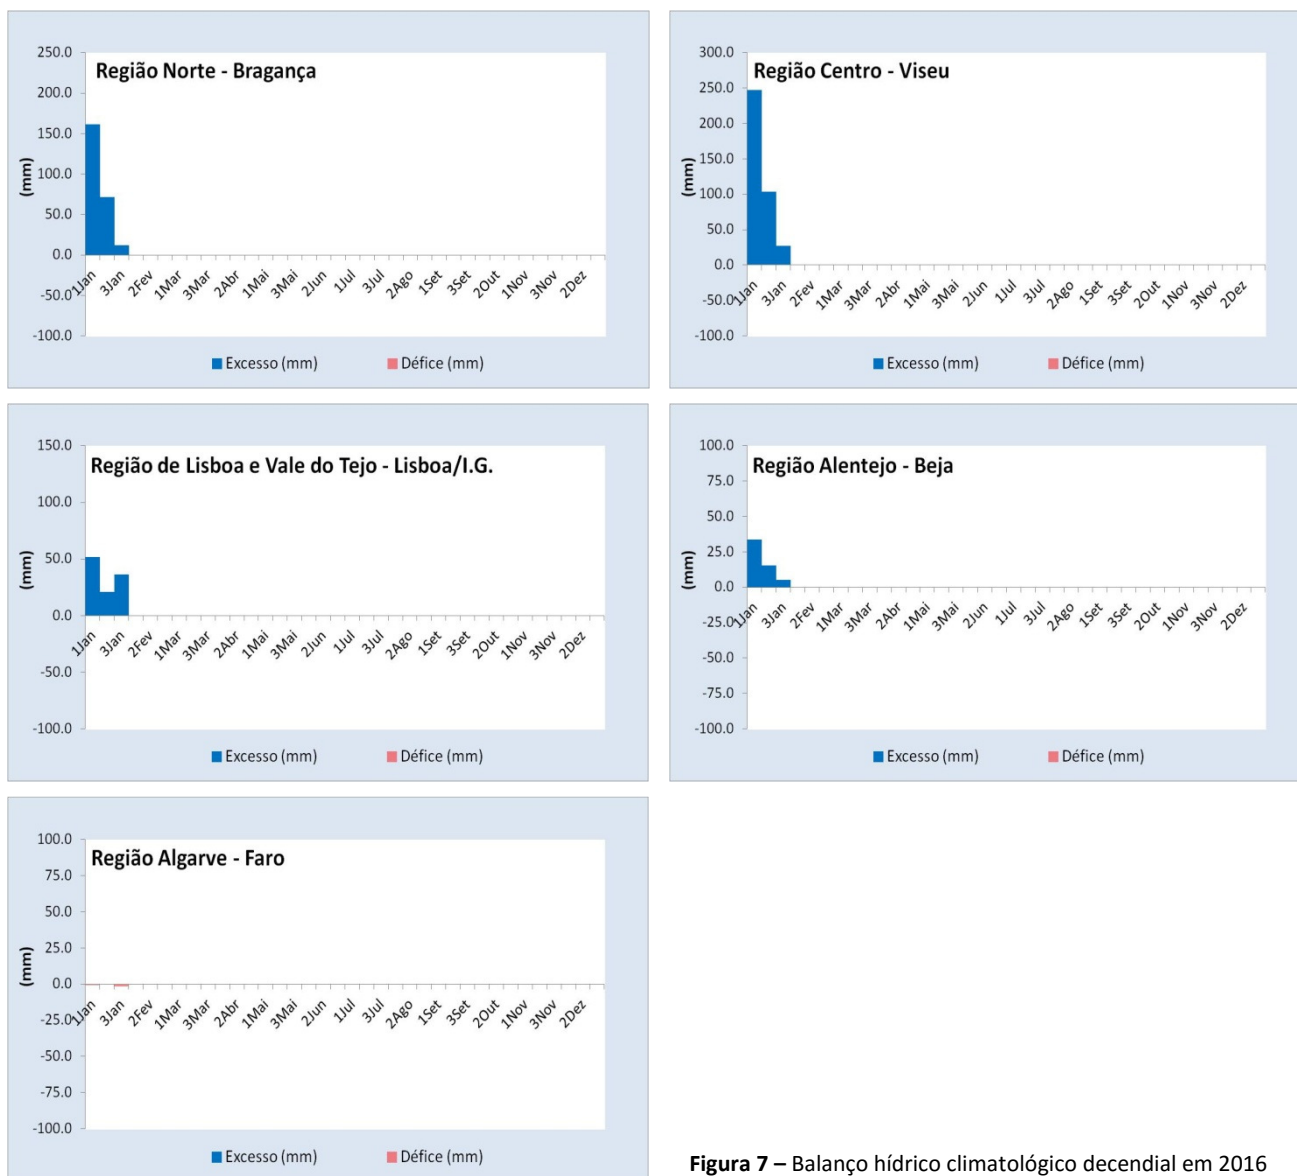 Região Norte - Bragança
250.0
200.0
150.0
100.0
50.0
0.0
-50.0
-100.0
(mm)
1Jan 3Jan 2Fev 1Mar 3Mar 2Abr 1Mai 3Mai 2Jun 1Jul 3Jul 2Ago 1Set 3Set 2Out 1Nov 3Nov 2Dez
Excesso (mm) Défice (mm)
Região Centro - Viseu
300.0
250.0
200.0
150.0
100.0
50.0
0.0
-50.0
-100.0
(mm)
1Jan 3Jan 2Fev 1Mar 3Mar 2Abr 1Mai 3Mai 2Jun 1Jul 3Jul 2Ago 1Set 3Set 2Out 1Nov 3Nov 2Dez
Excesso (mm) Défice (mm)
Região de Lisboa e Vale do Tejo - Lisboa/I.G.
150.0
100.0
50.0
0.0
-50.0
-100.0
(mm)
1Jan 3Jan 2Fev 1Mar 3Mar 2Abr 1Mai 3Mai 2Jun 1Jul 3Jul 2Ago 1Set 3Set 2Out 1Nov 3Nov 2Dez
Excesso (mm) Défice (mm)
Região Alentejo - Beja
100.0
75.0
50.0
25.0
0.0
-25.0
-50.0
-75.0
-100.0
(mm)
1Jan 3Jan 2Fev 1Mar 3Mar 2Abr 1Mai 3Mai 2Jun 1Jul 3Jul 2Ago 1Set 3Set 2Out 1Nov 3Nov 2Dez
Excesso (mm) Défice (mm)
Região Algarve - Faro
100.0
75.0
50.0
25.0
0.0
-25.0
-50.0
-75.0
-100.0
(mm)
1Jan 3Jan 2Fev 1Mar 3Mar 2Abr 1Mai 3Mai 2Jun 1Jul 3Jul 2Ago 1Set 3Set 2Out 1Nov 3Nov 2Dez
Excesso (mm) Défice (mm)
Figura 7 – Balanço hídrico climatológico decendial em 2016